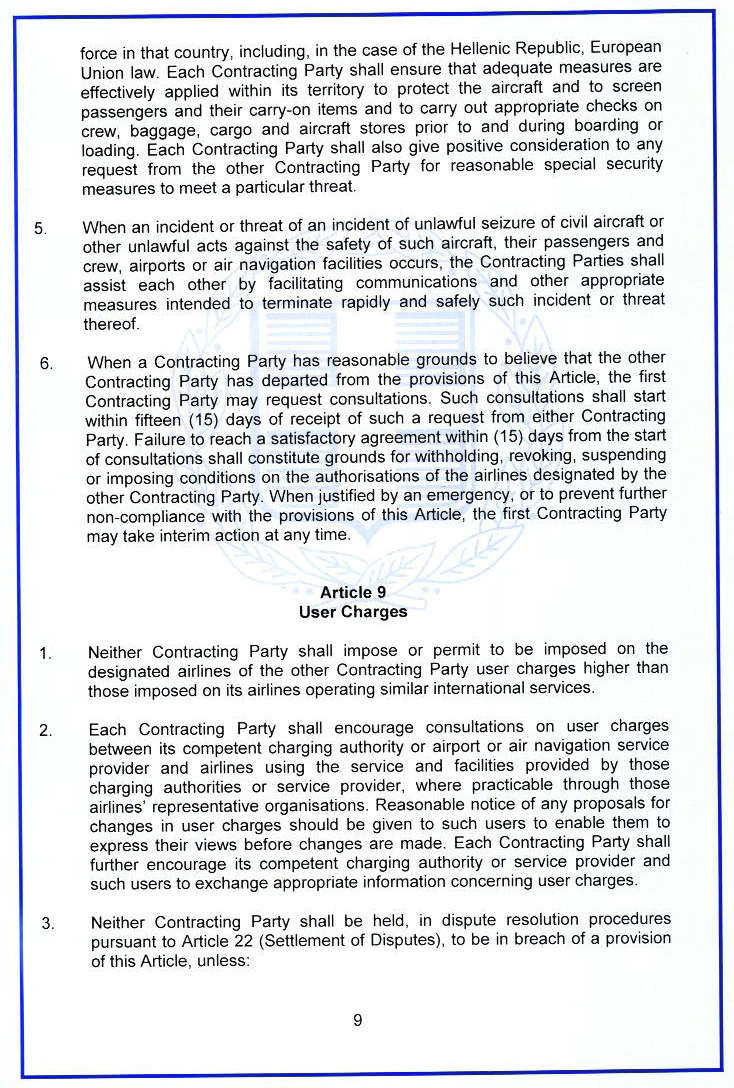 force in that country, including, in the case of the Hellenic Republic, European
Union law. Each Contracting Party shall ensure that adequate measures are
effectively applied within its territory to protect the aircraft and to screen
passengers and their carry-on items and to carry out appropriate checks on
crew, baggage, cargo and aircraft stores prior to and during boarding or
loading. Each Contracting Party shall also give positive consideration to any
request from the other Contracting Party for reasonable special security
measures to meet a particular threat.
5. When an incident or threat of an incident of unlawful seizure of civil aircraft or
other unlawful acts against the safety of such aircraft, their passengers and
crew, airports or air navigation facilities occurs, the Contracting Parties shall
assist each other by facilitating communications and other appropriate
measures intended to terminate rapidly and safely such incident or threat
thereof.
6. When a Contracting Party has reasonable grounds to believe that the other
Contracting Party has departed from the provisions of this Article, the first
Contracting Party may request consultations. Such consultations shall start
within fifteen (15) days of receipt of such a request from either Contracting
Party. Failure to reach a satisfactory agreement within (15) days from the start
of consultations shall constitute grounds for withholding, revoking, suspending
or imposing conditions on the authorisations of the airlines designated by the
other Contracting Party. When justified by an emergency, or to prevent further
non-compliance with the provisions of this Article, the first Contracting Party
may take interim action at any time.
Article 9
User Charges
1. Neither Contracting Party shall impose or permit to be imposed on the
designated airlines of the other Contracting Party user charges higher than
those imposed on its airlines operating similar international services.
2. Each Contracting Party shall encourage consultations on user charges
between its competent charging authority or airport or air navigation service
provider and airlines using the service and facilities provided by those
charging authorities or service provider, where practicable through those
airlines' representative organisations. Reasonable notice of any proposals for
changes in user charges should be given to such users to enable them to
express their views before changes are made. Each Contracting Party shall
further encourage its competent charging authority or service provider and
such users to exchange appropriate information concerning user charges.
3. Neither Contracting Party shall be held, in dispute resolution procedures
pursuant to Article 22 (Settlement of Disputes), to be in breach of a provision
of this Article, unless:
9